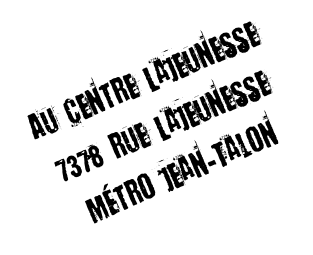 AU CENTRE LAJEUNESSE
7378 RUE LAJEUNESSE
MÉTRO JEAN-TALON